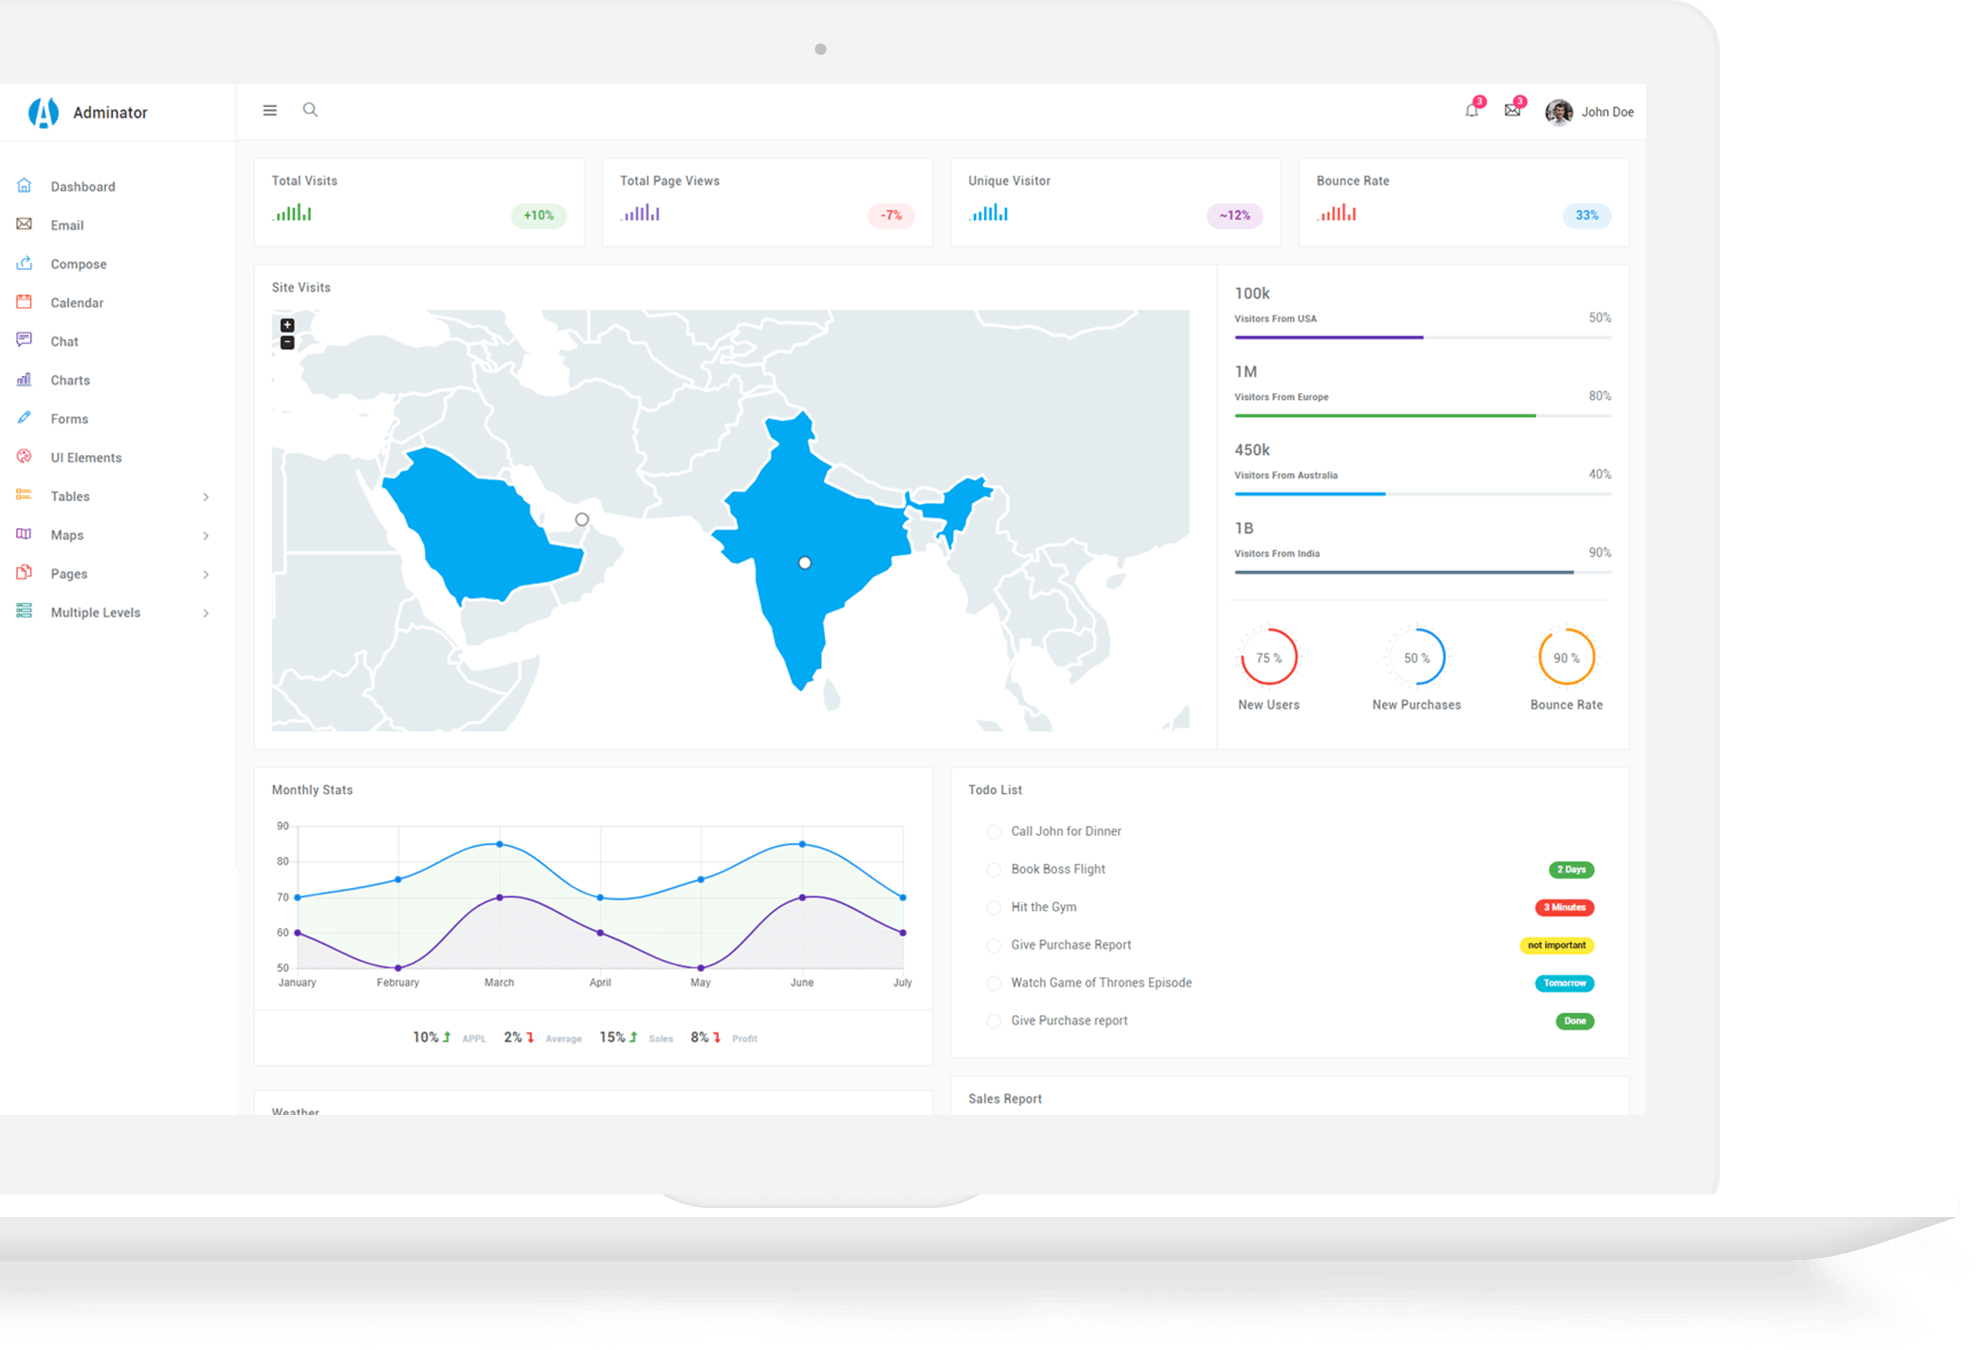 Adminator
3
3
John Doe
Dashboard
Email
Compose
Calendar
Chat
Charts
Forms
UI Elements
Tables
Maps
Pages
Multiple Levels
Total Visits
+10%
Total Page Views
-7%
Unique Visitor
~12%
Bounce Rate
33%
Site Visits
+
−
100k
Visitors From USA 50%
1M
Visitors From Europe 80%
450k
Visitors From Australia 40%
1B
Visitors From India 90%
75 % 50 % 90 %
New Users New Purchases Bounce Rate
Monthly Stats
90
80
70
60
50
January February March April May June July
10% APPL 2% Average 15% Sales 8% Profit
Todo List
Call John for Dinner
Book Boss Flight 2 Days
Hit the Gym 3 Minutes
Give Purchase Report not important
Watch Game of Thrones Episode Tomorrow
Give Purchase report Done
Weather
Sales Report